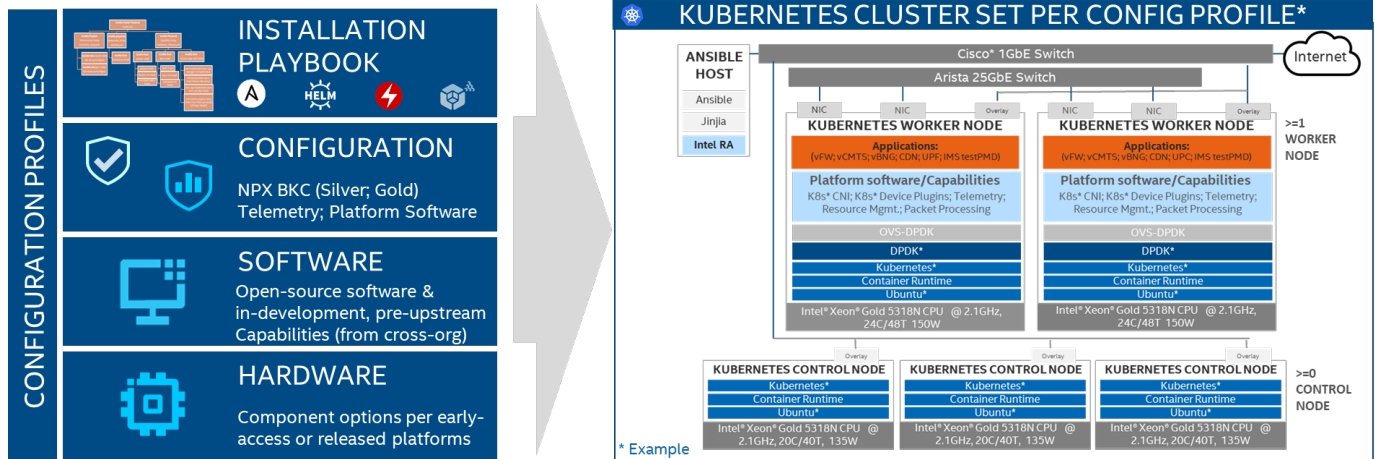 CONFIGURATION PROFILES
INSTALLATION
PLAYBOOK
HELM
CONFIGURATION
NPX BKC (Silver; Gold)
Telemetry; Platform Software
SOFTWARE
Open-source software &
in-development, pre-upstream
Capabilities (from cross-org)
HARDWARE
Component options per early-
access or released platforms
KUBERNETES CLUSTER SET PER CONFIG PROFILE*
ANSIBLE
HOST
Ansible
Jinjia
Intel RA
Cisco* 1GbE Switch
Internet
Arista 25GbE Switch
NIC
NIC
Overlay
NIC
NIC
Overlay
KUBERNETES WORKER NODE
Applications:
(vFW; vCMTS; vBNG; CDN; UPF; IMS testPMD)
Platform software/Capabilities
K8s* CNI; K8s* Device Plugins; Telemetry;
Resource Mgmt.; Packet Processing
OVS-DPDK
DPDK*
Kubernetes*
Container Runtime
Ubuntu*
Intel® Xeon® Gold 5318N CPU @ 2.1GHz,
24C/48T 150W
KUBERNETES WORKER NODE
Applications:
(vFW; vCMTS; vBNG; CDN; UPC; IMS testPMD)
Platform software/Capabilities
K8s* CNI; K8s* Device Plugins; Telemetry;
Resource Mgmt.; Packet Processing
OVS-DPDK
DPDK*
Kubernetes*
Container Runtime
Ubuntu*
Intel® Xeon® Gold 5318N CPU @ 2.1GHz,
24C/48T 150W
>=1
WORKER
NODE
Overlay
KUBERNETES CONTROL NODE
Kubernetes*
Container Runtime
Ubuntu*
Intel® Xeon® Gold 5318N CPU @
2.1GHz, 20C/40T, 135W
Overlay
KUBERNETES CONTROL NODE
Kubernetes*
Container Runtime
Ubuntu*
Intel® Xeon® Gold 5318N CPU @
2.1GHz, 20C/40T, 135W
Overlay
KUBERNETES CONTROL NODE
Kubernetes*
Container Runtime
Ubuntu*
Intel® Xeon® Gold 5318N CPU @
2.1GHz, 20C/40T, 135W
>=0
CONTROL
NODE
* Example